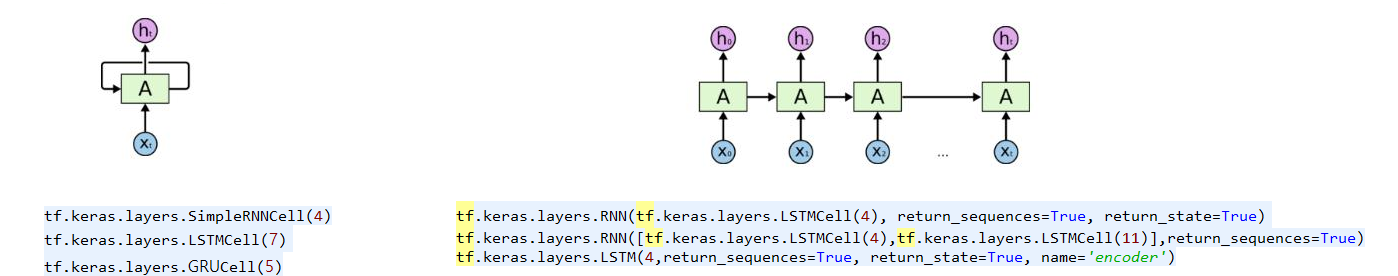 hₜ
A
xₜ
h₀ h₁ h₂ hₜ
A A A A
x₀ x₁ x₂ ... xₜ
tf.keras.layers.SimpleRNNCell(4)
tf.keras.layers.LSTMCell(7)
tf.keras.layers.GRUCell(5)
tf.keras.layers.RNN(tf.keras.layers.LSTMCell(4), return_sequences=True, return_state=True)
tf.keras.layers.RNN([tf.keras.layers.LSTMCell(4),tf.keras.layers.LSTMCell(11)],return_sequences=True)
tf.keras.layers.LSTM(4,return_sequences=True, return_state=True, name='encoder')